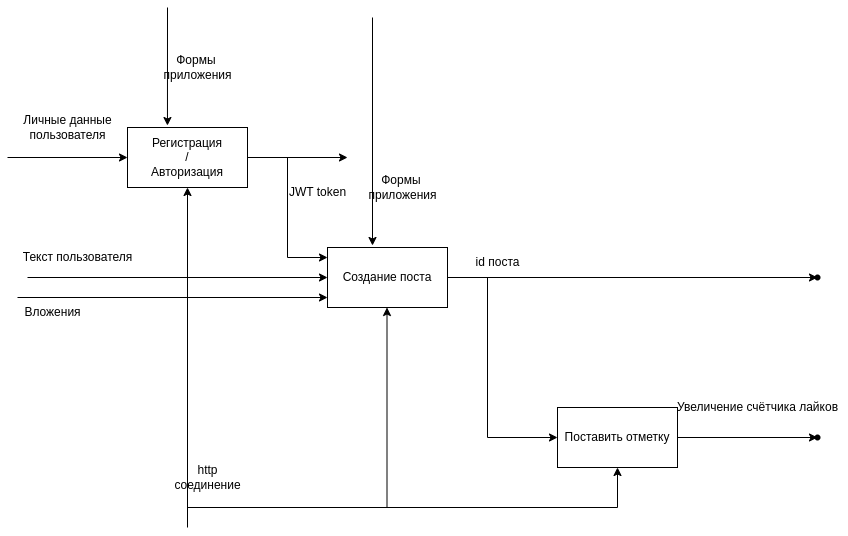 Формы
приложения
Личные данные
пользователя
Регистрация
/
Авторизация
JWT token
Формы
приложения
Текст пользователя
Вложения
Создание поста
id поста
Поставить отметку
Увеличение счётчика лайков
http
соединение